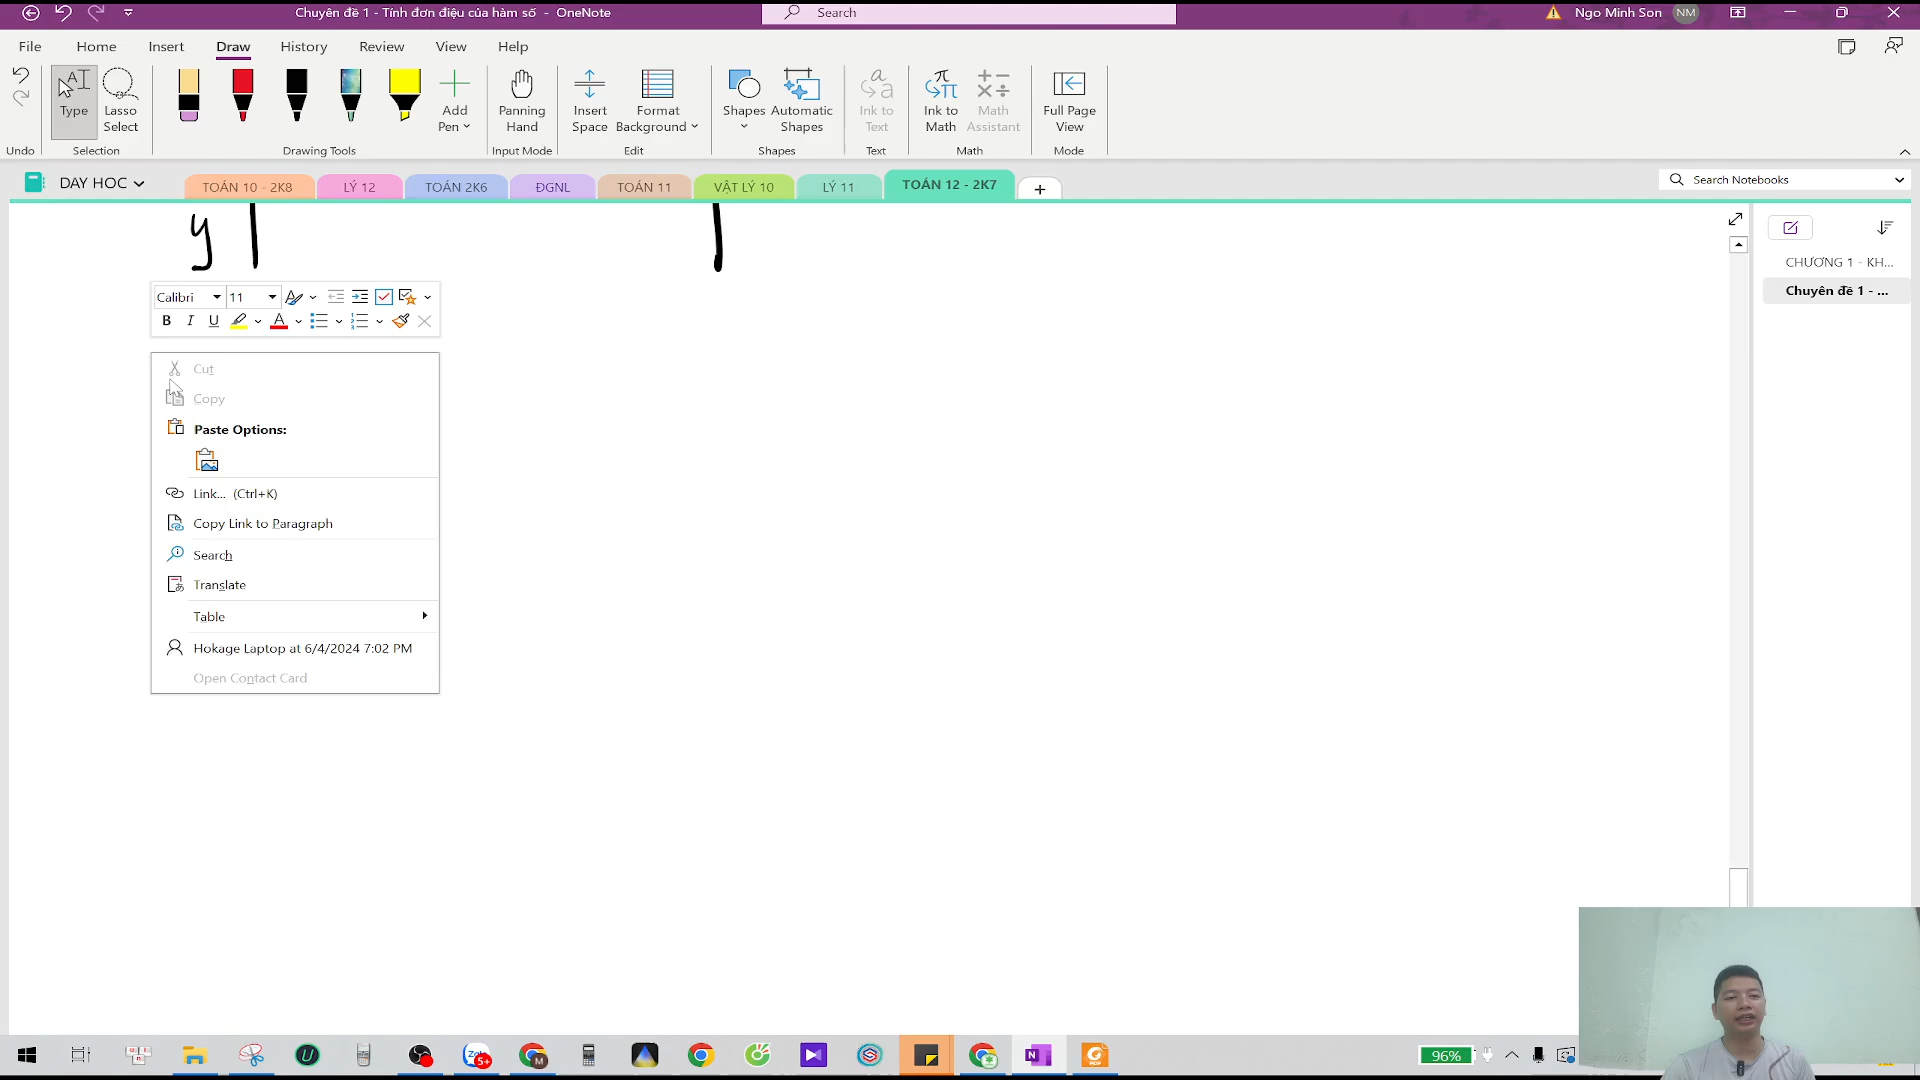 Chuyên đề 1 - Tính đơn điệu của hàm số - OneNote
Search
Ngo Minh Son
NM
File
Home
Insert
Draw
History
Review
View
Help
Type
Lasso Select
Add Pen
Panning Hand
Insert Space
Format Background
Shapes
Automatic Shapes
Ink to Text
Ink to Math
Math Assistant
Full Page View
Undo
Selection
Drawing Tools
Input Mode
Edit
Shapes
Text
Math
Mode
DAY HOC
TOÁN 10 - 2K8
LÝ 12
TOÁN 2K6
ĐGNL
TOÁN 11
VẬT LÝ 10
LÝ 11
TOÁN 12 - 2K7
Search Notebooks
CHƯƠNG 1 - KH...
Chuyên đề 1 - ...
y
Calibri
11
B I U
Cut
Copy
Paste Options:
Link... (Ctrl+K)
Copy Link to Paragraph
Search
Translate
Table
Hokage Laptop at 6/4/2024 7:02 PM
Open Contact Card
Zalo
5+
M
96%